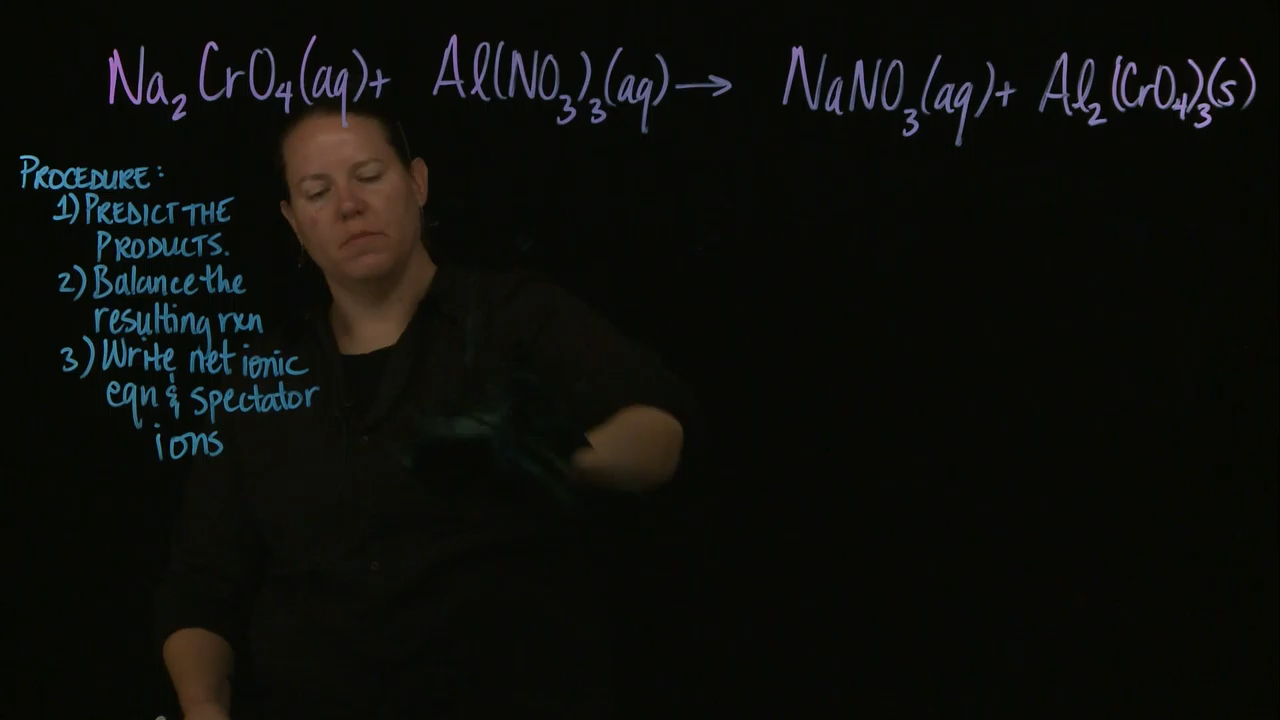 Na₂CrO₄(aq)+ Al(NO₃)₃(aq)→ NaNO₃(aq)+ Al₂(CrO₄)₃(s)
PROCEDURE:
1) PREDICT THE
PRODUCTS.
2) Balance the
resulting rxn
3) Write net ionic
eqn & spectator
ions